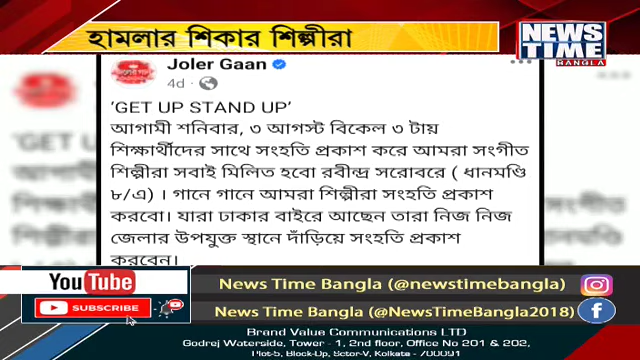 হামলার শিকার শিল্পীরা
NEWS
TIME
BANGLA
Joler Gaan
4d
'GET UP STAND UP'
আগামী শনিবার, ৩ আগস্ট বিকেল ৩ টায়
শিক্ষার্থীদের সাথে সংহতি প্রকাশ করে আমরা সংগীত
শিল্পীরা সবাই মিলিত হবো রবীন্দ্র সরোবরে ( ধানমণ্ডি
৮/এ) । গানে গানে আমরা শিল্পীরা সংহতি প্রকাশ
করবো। যারা ঢাকার বাইরে আছেন তারা নিজ নিজ
জেলার উপযুক্ত স্থানে দাঁড়িয়ে সংহতি প্রকাশ
করবেন।
YouTube
SUBSCRIBE
News Time Bangla (@newstimebangla)
News Time Bangla (@NewsTimeBangla2018)
Brand Value Communications LTD
Godrej Waterside, Tower - 1, 2nd floor, Office No 201 & 202,
Plot-5, Block-Dp, Sctor-V, Kolkata - 700091